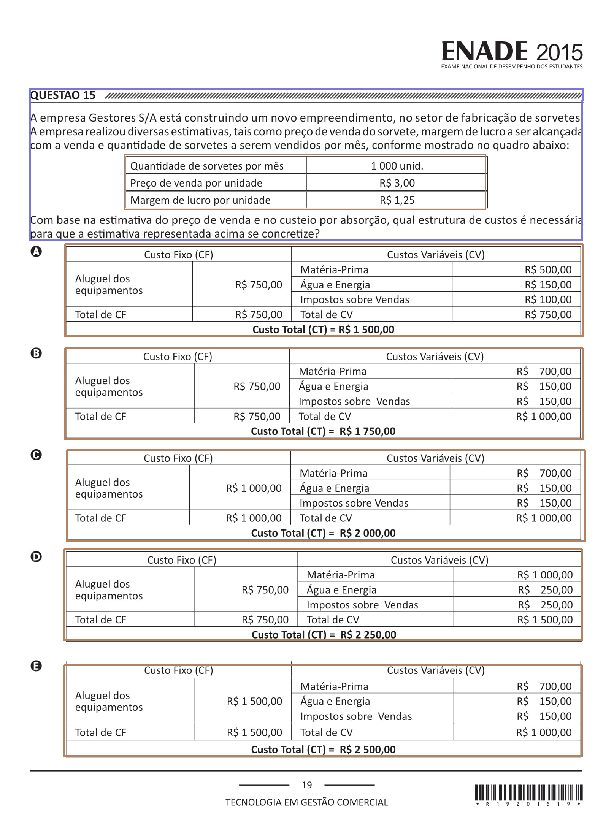 ENADE 2015
EXAME NACIONAL DE DESEMPENHO DOS ESTUDANTES
QUESTÃO 15
A empresa Gestores S/A está construindo um novo empreendimento, no setor de fabricação de sorvetes
A empresa realizou diversas estimativas, tais como preço de venda do sorvete, margem de lucro a ser alcançada
com a venda e quantidade de sorvetes a serem vendidos por mês, conforme mostrado no quadro abaixo:
Quantidade de sorvetes por mês 1 000 unid.
Preço de venda por unidade R$ 3,00
Margem de lucro por unidade R$ 1,25
Com base na estimativa do preço de venda e no custeio por absorção, qual estrutura de custos é necessária
para que a estimativa representada acima se concretize?
A
Custo Fixo (CF) Custos Variáveis (CV)
Aluguel dos equipamentos R$ 750,00 Matéria-Prima R$ 500,00
Água e Energia R$ 150,00
Impostos sobre Vendas R$ 100,00
Total de CF R$ 750,00 Total de CV R$ 750,00
Custo Total (CT) = R$ 1 500,00
B
Custo Fixo (CF) Custos Variáveis (CV)
Aluguel dos equipamentos R$ 750,00 Matéria-Prima R$ 700,00
Água e Energia R$ 150,00
Impostos sobre Vendas R$ 150,00
Total de CF R$ 750,00 Total de CV R$ 1 000,00
Custo Total (CT) = R$ 1 750,00
C
Custo Fixo (CF) Custos Variáveis (CV)
Aluguel dos equipamentos R$ 1 000,00 Matéria-Prima R$ 700,00
Água e Energia R$ 150,00
Impostos sobre Vendas R$ 150,00
Total de CF R$ 1 000,00 Total de CV R$ 1 000,00
Custo Total (CT) = R$ 2 000,00
D
Custo Fixo (CF) Custos Variáveis (CV)
Aluguel dos equipamentos R$ 750,00 Matéria-Prima R$ 1 000,00
Água e Energia R$ 250,00
Impostos sobre Vendas R$ 250,00
Total de CF R$ 750,00 Total de CV R$ 1 500,00
Custo Total (CT) = R$ 2 250,00
E
Custo Fixo (CF) Custos Variáveis (CV)
Aluguel dos equipamentos R$ 1 500,00 Matéria-Prima R$ 700,00
Água e Energia R$ 150,00
Impostos sobre Vendas R$ 150,00
Total de CF R$ 1 500,00 Total de CV R$ 1 000,00
Custo Total (CT) = R$ 2 500,00
19
TECNOLOGIA EM GESTÃO COMERCIAL
*R19201519*